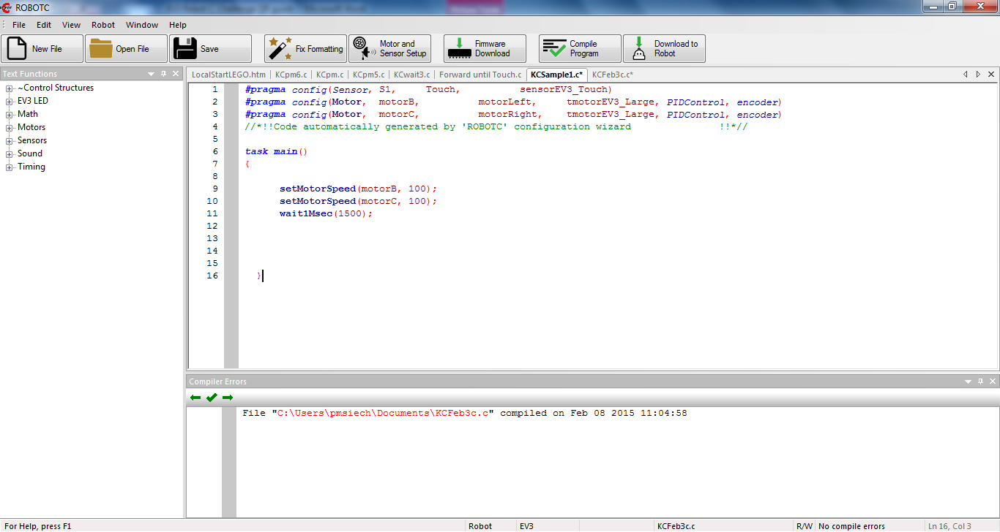 ROBOTC
File Edit View Robot Window Help
New File Open File Save Fix Formatting Motor and Sensor Setup Firmware Download Compile Program Download to Robot
Text Functions
~Control Structures
EV3 LED
Math
Motors
Sensors
Sound
Timing
LocalStartLEGO.htm KCpm6.c KCpm.c KCpm5.c KCwait3.c Forward until Touch.c KCSample1.c* KCFeb3c.c*
1 #pragma config(Sensor, S1, Touch, sensorEV3_Touch)
2 #pragma config(Motor, motorB, motorLeft, tmotorEV3_Large, PIDControl, encoder)
3 #pragma config(Motor, motorC, motorRight, tmotorEV3_Large, PIDControl, encoder)
4 //*!!Code automatically generated by 'ROBOTC' configuration wizard !!*//
5
6 task main()
7 {
8
9 setMotorSpeed(motorB, 100);
10 setMotorSpeed(motorC, 100);
11 wait1Msec(1500);
12
13
14
15
16 }
Compiler Errors
File "C:\Users\pmsiech\Documents\KCFeb3c.c" compiled on Feb 08 2015 11:04:58
For Help, press F1 Robot EV3 KCFeb3c.c R/W No compile errors Ln 16, Col 3